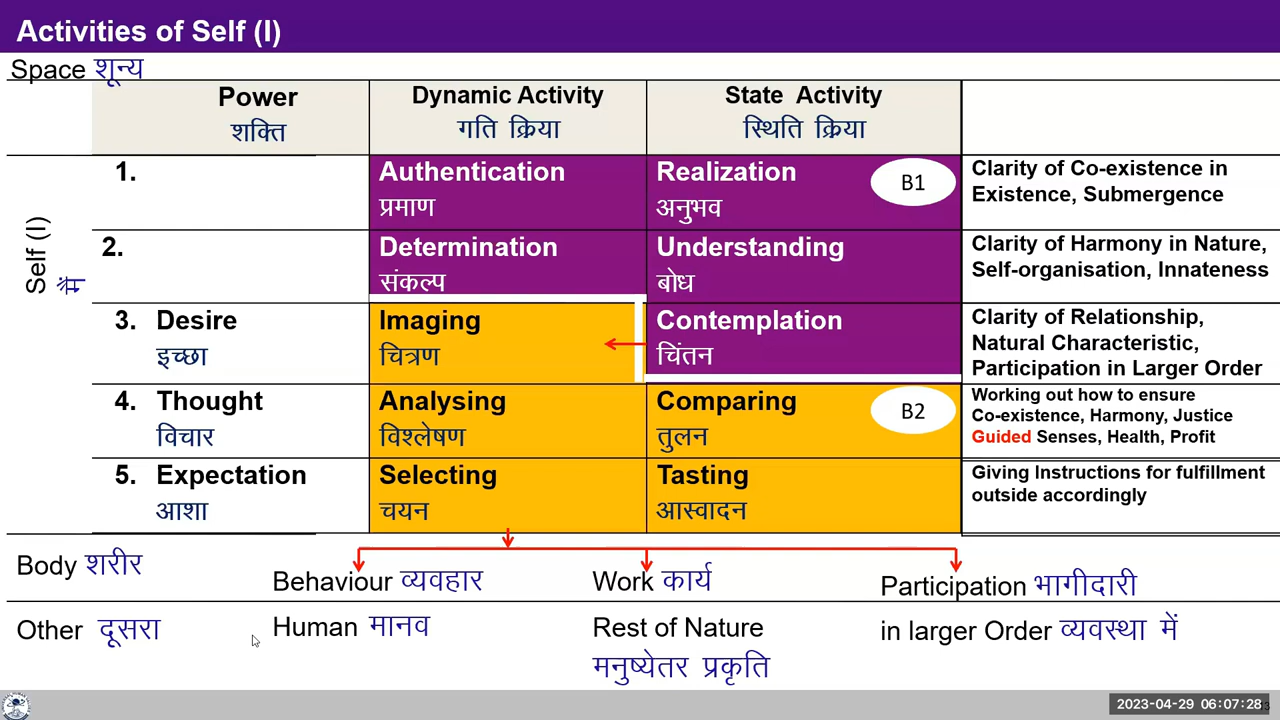 Activities of Self (I)
Space शून्य
Power
शक्ति
Dynamic Activity
गति क्रिया
State Activity
स्थिति क्रिया
Self (I)
मैं
1.
Authentication
प्रमाण
Realization
अनुभव
B1
Clarity of Co-existence in
Existence, Submergence
2.
Determination
संकल्प
Understanding
बोध
Clarity of Harmony in Nature,
Self-organisation, Innateness
3. Desire
इच्छा
Imaging
चित्रण
Contemplation
चिंतन
Clarity of Relationship,
Natural Characteristic,
Participation in Larger Order
4. Thought
विचार
Analysing
विश्लेषण
Comparing
तुलन
B2
Working out how to ensure
Co-existence, Harmony, Justice
Guided Senses, Health, Profit
5. Expectation
आशा
Selecting
चयन
Tasting
आस्वादन
Giving Instructions for fulfillment
outside accordingly
Body शरीर
Behaviour व्यवहार
Work कार्य
Participation भागीदारी
Other दूसरा
Human मानव
Rest of Nature
मनुष्येतर प्रकृति
in larger Order व्यवस्था में
2023-04-29 06:07:28